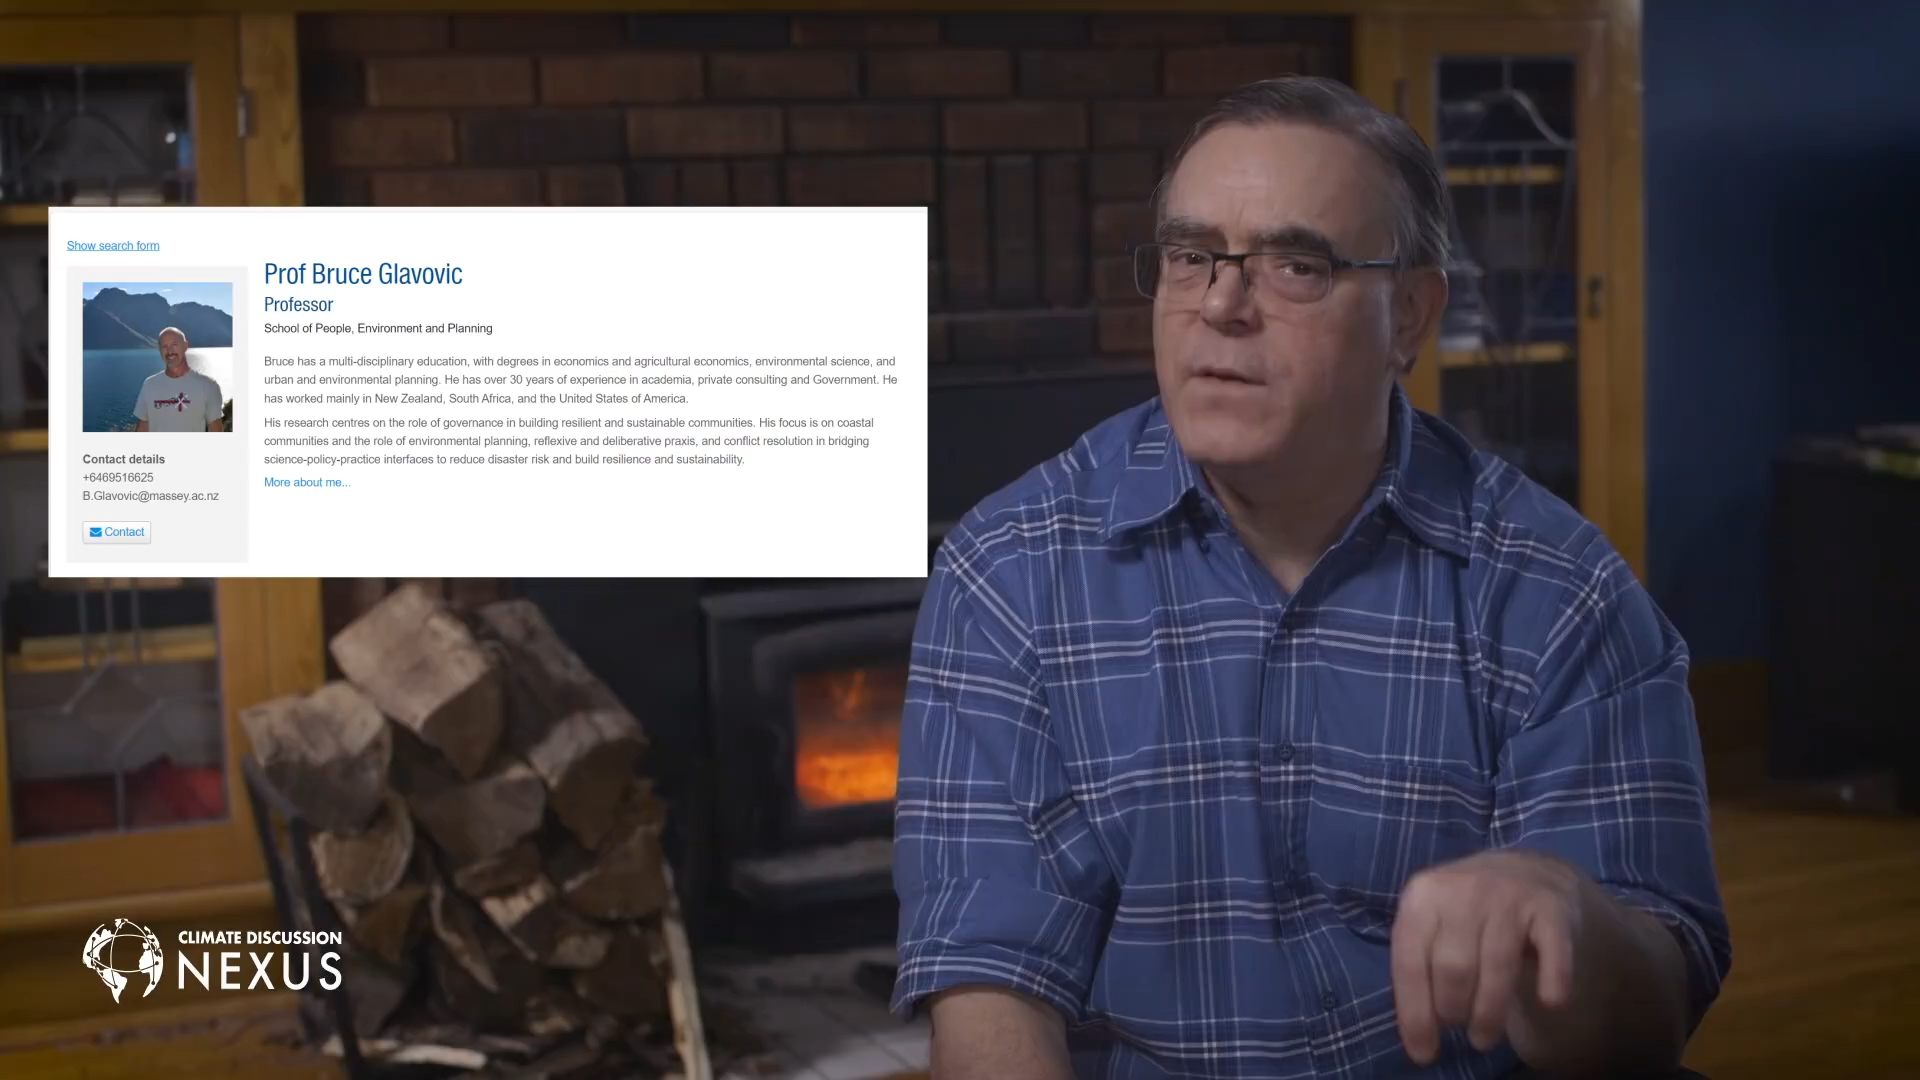 Show search form
Prof Bruce Glavovic
Professor
School of People, Environment and Planning
Bruce has a multi-disciplinary education, with degrees in economics and agricultural economics, environmental science, and
urban and environmental planning. He has over 30 years of experience in academia, private consulting and Government. He
has worked mainly in New Zealand, South Africa, and the United States of America.
His research centres on the role of governance in building resilient and sustainable communities. His focus is on coastal
communities and the role of environmental planning, reflexive and deliberative praxis, and conflict resolution in bridging
science-policy-practice interfaces to reduce disaster risk and build resilience and sustainability.
More about me...
Contact details
+6469516625
B.Glavovic@massey.ac.nz
Contact
CLIMATE DISCUSSION
NEXUS